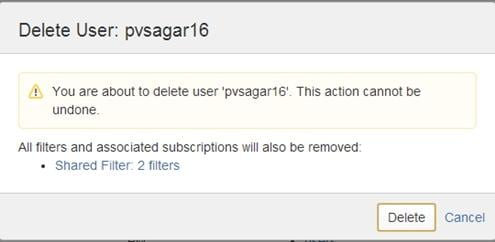 Delete User: pvsagar16
You are about to delete user 'pvsagar16'. This action cannot be
undone.
All filters and associated subscriptions will also be removed:
• Shared Filter: 2 filters
Delete Cancel